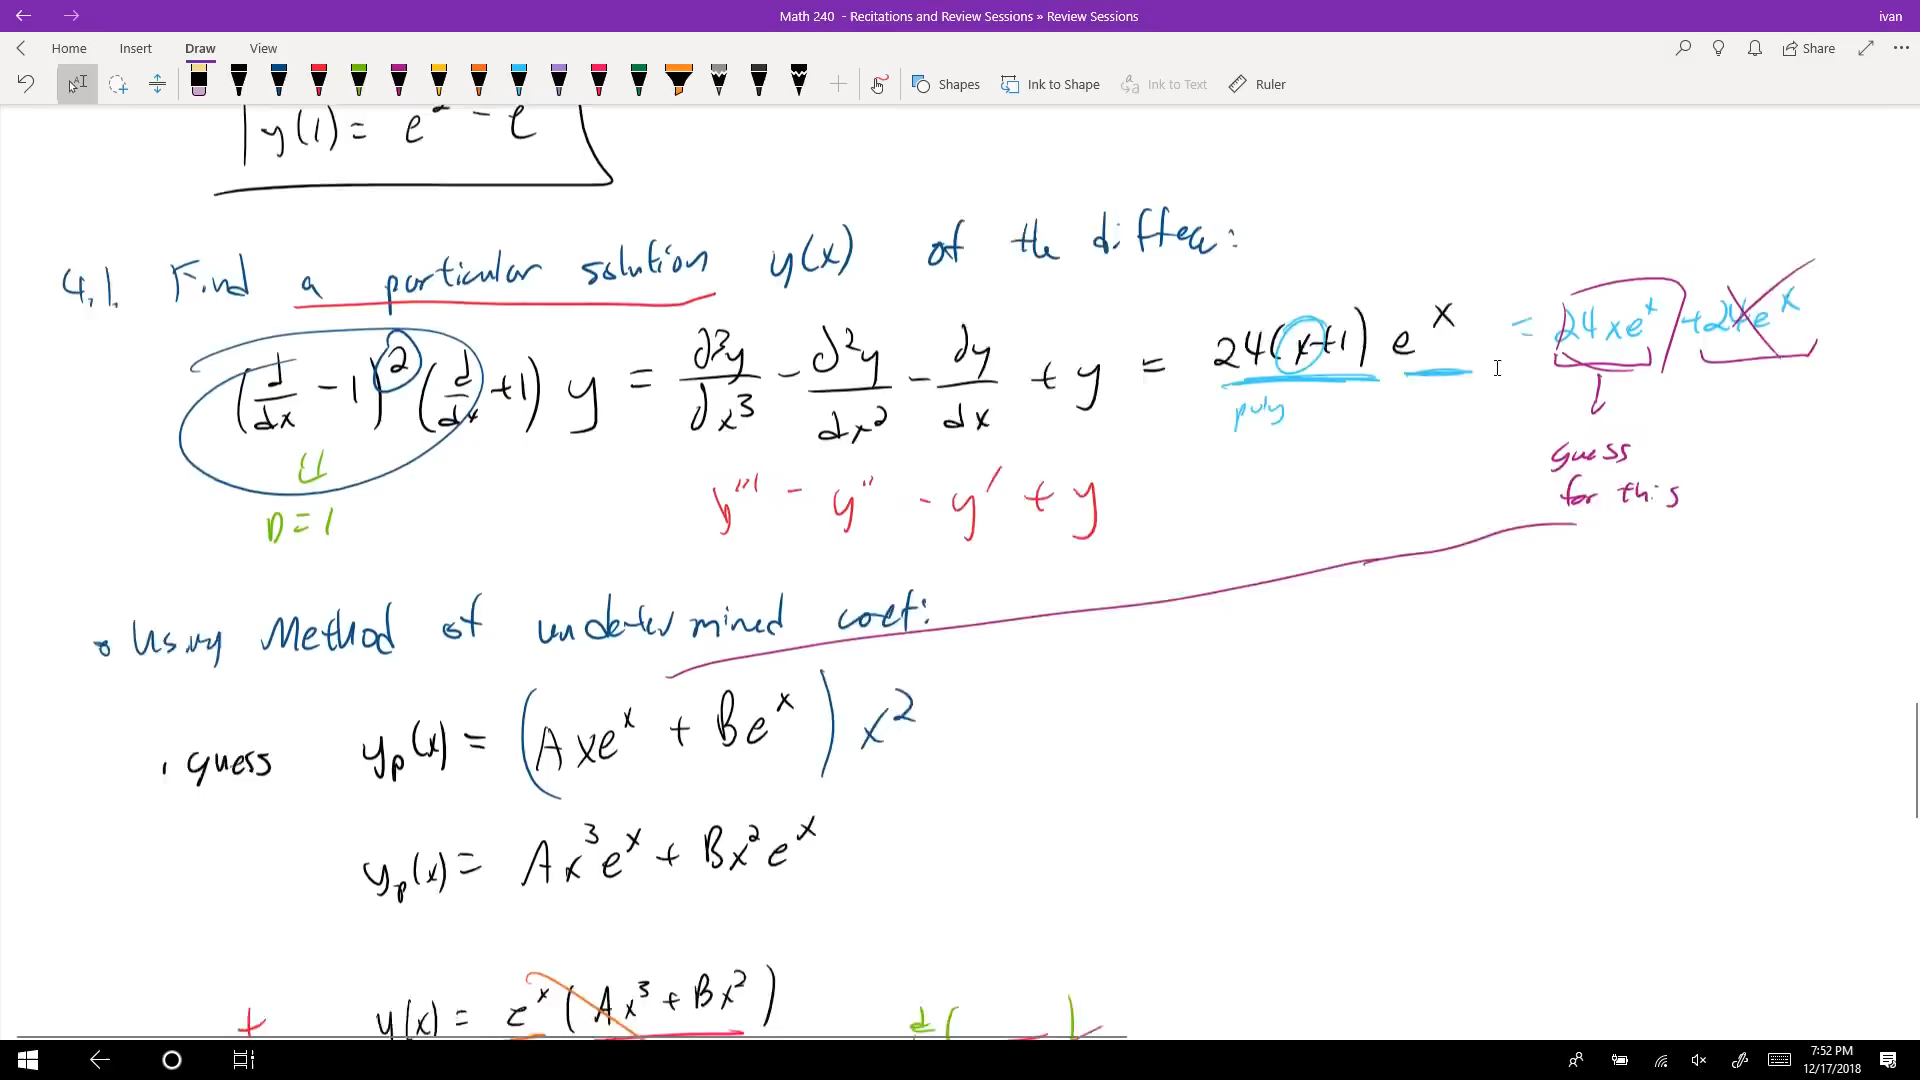 Math 240 - Recitations and Review Sessions » Review Sessions
ivan
Home Insert Draw View
Share
Shapes Ink to Shape Ink to Text Ruler
y(1) = e² - e
4.1. Find a particular solution y(x) of the diffeq:
(d/dx - 1)² (d/dx + 1) y = d³y/dx³ - d²y/dx² - dy/dx + y = 24(x+1) e^x = 24xe^x + 24e^x
poly
D = 1
y''' - y'' - y' + y
Guess
for this
Using Method of undetermined coef:
guess y_p(x) = (Axe^x + Be^x) x²
y_p(x) = Ax³e^x + Bx²e^x
+ y(x) = e^x (Ax³ + Bx²)
7:52 PM
12/17/2018